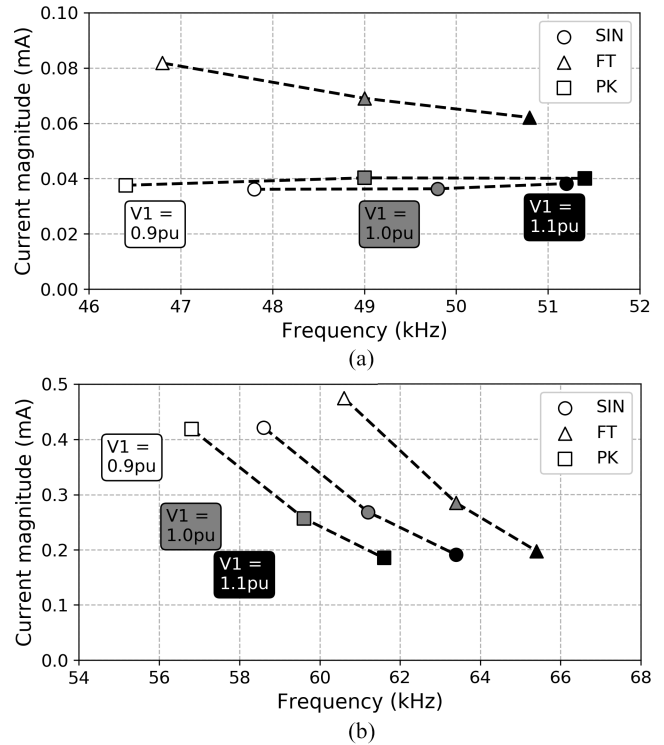 0.10
0.08
0.06
0.04
0.02
0.00
Current magnitude (mA)
SIN
FT
PK
V1 =
0.9pu
V1 =
1.0pu
V1 =
1.1pu
46 47 48 49 50 51 52
Frequency (kHz)
(a)
0.5
0.4
0.3
0.2
0.1
0.0
Current magnitude (mA)
SIN
FT
PK
V1 =
0.9pu
V1 =
1.0pu
V1 =
1.1pu
54 56 58 60 62 64 66 68
Frequency (kHz)
(b)